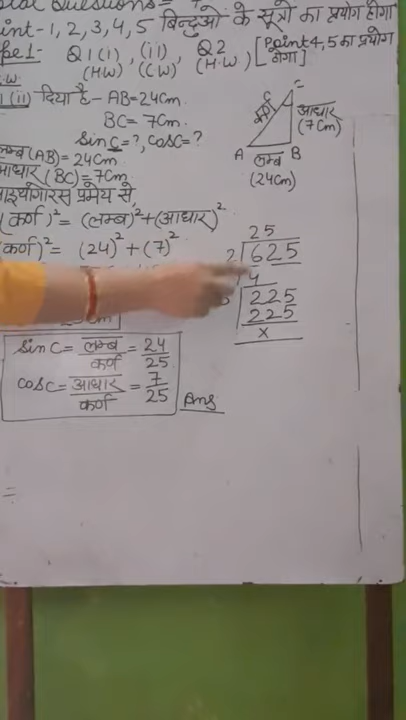 int-1, 2, 3, 4, 5 बिन्दुओं के सूत्रों का प्रयोग होगा
pe1- Q1(i), (ii), Q2 [Point 4, 5 का प्रयोग होगा]
(HW) (CW) (H.W.)
(ii) दिया है- AB=24cm.
BC= 7cm.
sin C=?, cosC=?
C
कर्ण
आधार
(7cm)
A लम्ब B
(24cm)
लम्ब(AB)=24cm
आधार(BC)=7cm.
पाइथागोरस प्रमेय से,
(कर्ण)² = (लम्ब)²+(आधार)²
(कर्ण)² = (24)²+(7)²
25
2 625
4
225
225
x
sinC= लम्ब/कर्ण = 24/25
cosC= आधार/कर्ण = 7/25
Ans
=